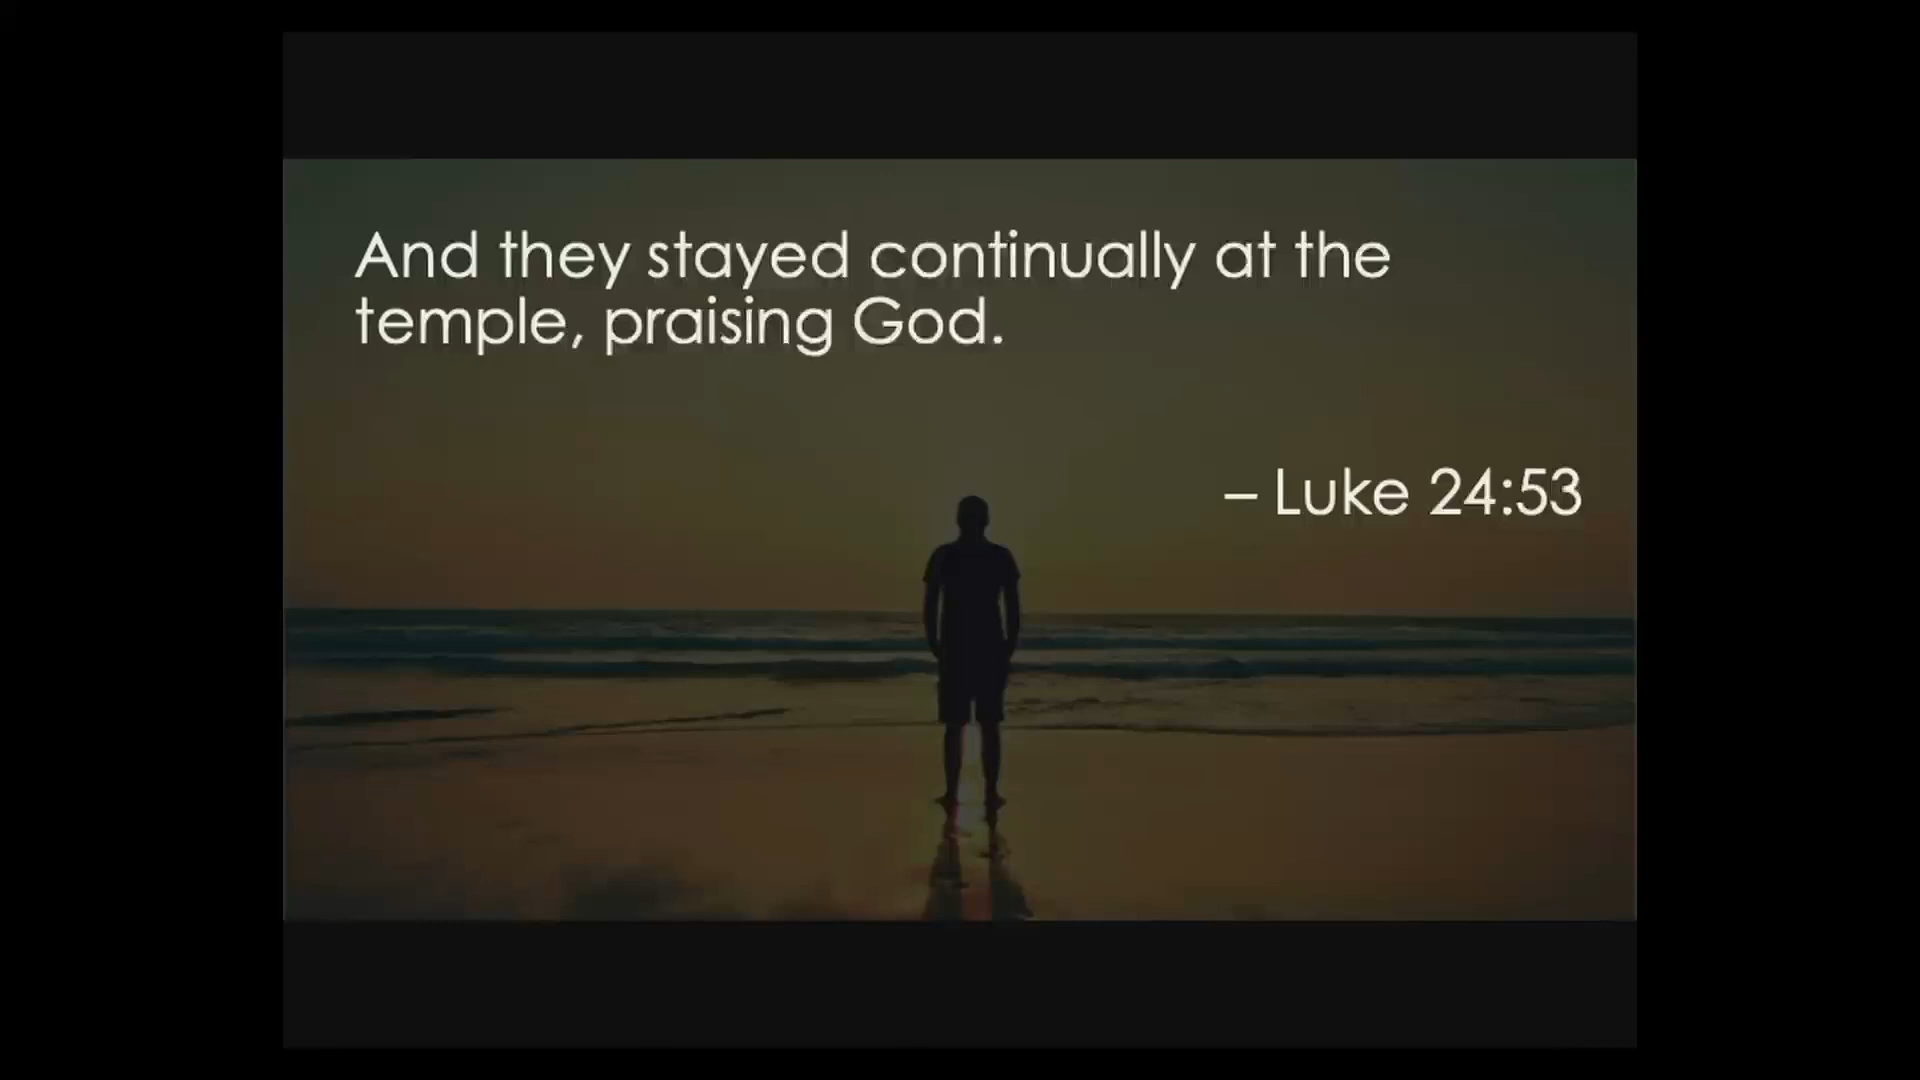 And they stayed continually at the
temple, praising God.
– Luke 24:53